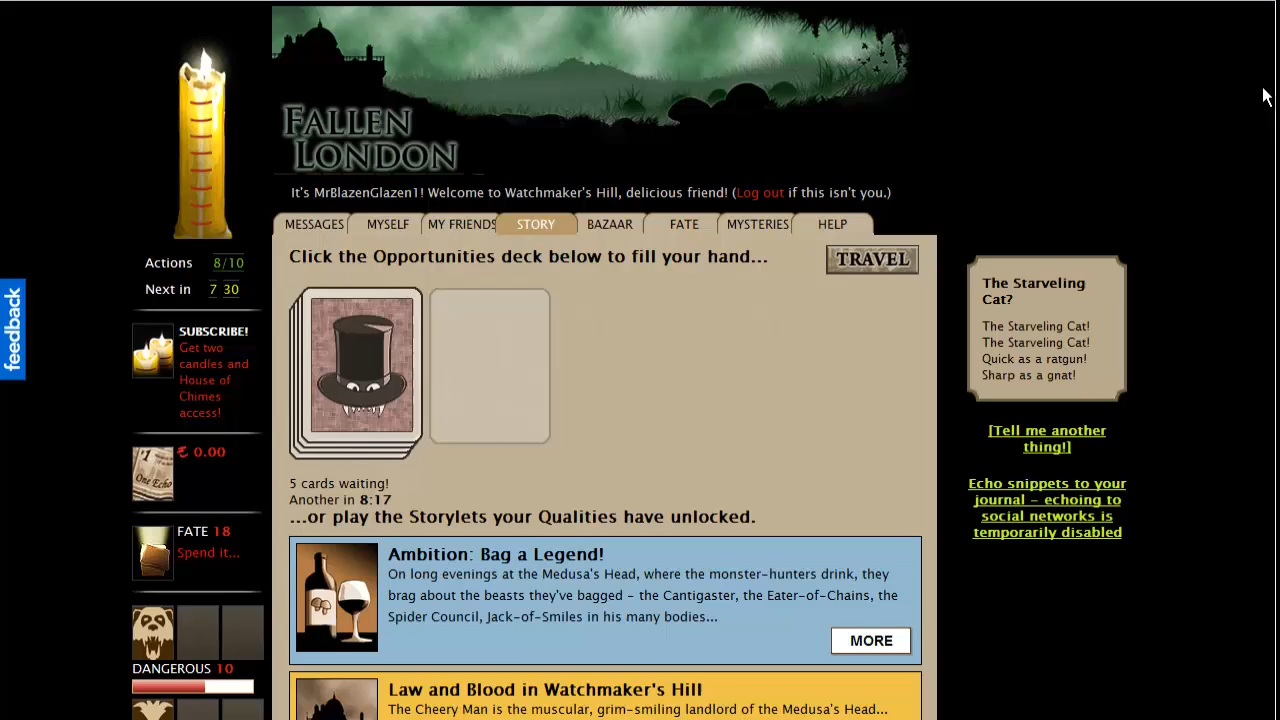 FALLEN
LONDON
It's MrBlazenGlazen1! Welcome to Watchmaker's Hill, delicious friend! (Log out if this isn't you.)
MESSAGES MYSELF MY FRIENDS STORY BAZAAR FATE MYSTERIES HELP
Click the Opportunities deck below to fill your hand...
TRAVEL
Actions 8/10
Next in 7 30
feedback
SUBSCRIBE!
Get two
candles and
House of
Chimes
access!
€ 0.00
#1
One Echo
FATE 18
Spend it...
DANGEROUS 10
5 cards waiting!
Another in 8:17
...or play the Storylets your Qualities have unlocked.
Ambition: Bag a Legend!
On long evenings at the Medusa's Head, where the monster-hunters drink, they
brag about the beasts they've bagged - the Cantigaster, the Eater-of-Chains, the
Spider Council, Jack-of-Smiles in his many bodies...
MORE
Law and Blood in Watchmaker's Hill
The Cheery Man is the muscular, grim-smiling landlord of the Medusa's Head...
The Starveling
Cat?
The Starveling Cat!
The Starveling Cat!
Quick as a ratgun!
Sharp as a gnat!
[Tell me another
thing!]
Echo snippets to your
journal - echoing to
social networks is
temporarily disabled